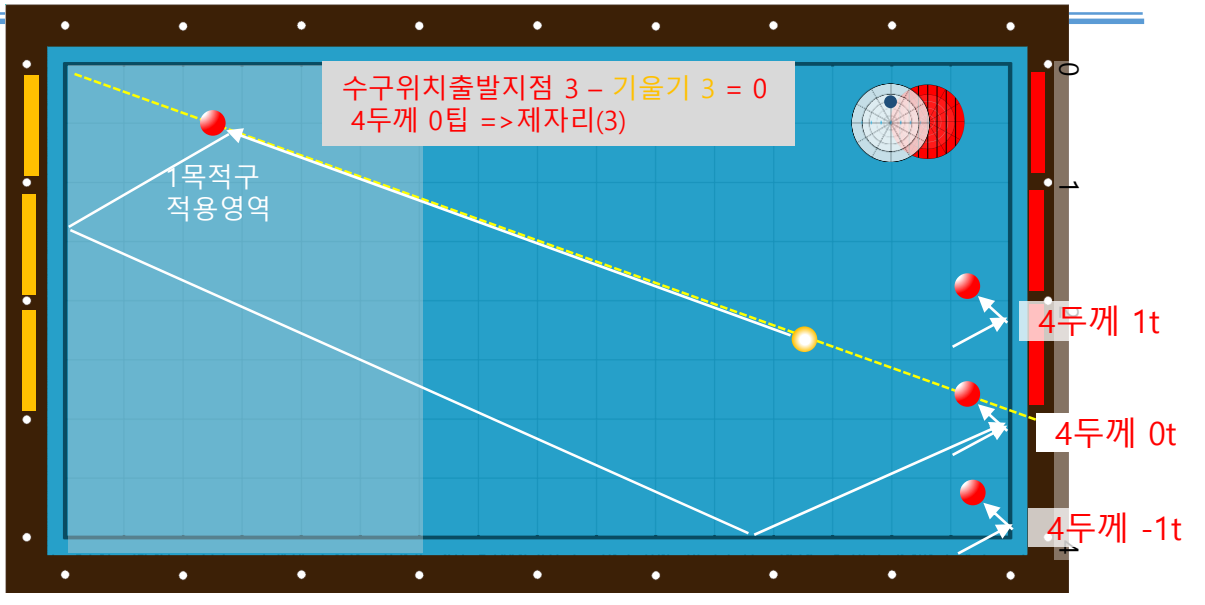 수구위치출발지점 3 – 기울기 3 = 0
4두께 0팁 =>제자리(3)
0
1목적구
적용영역
1
4두께 1t
4두께 0t
4두께 -1t
4